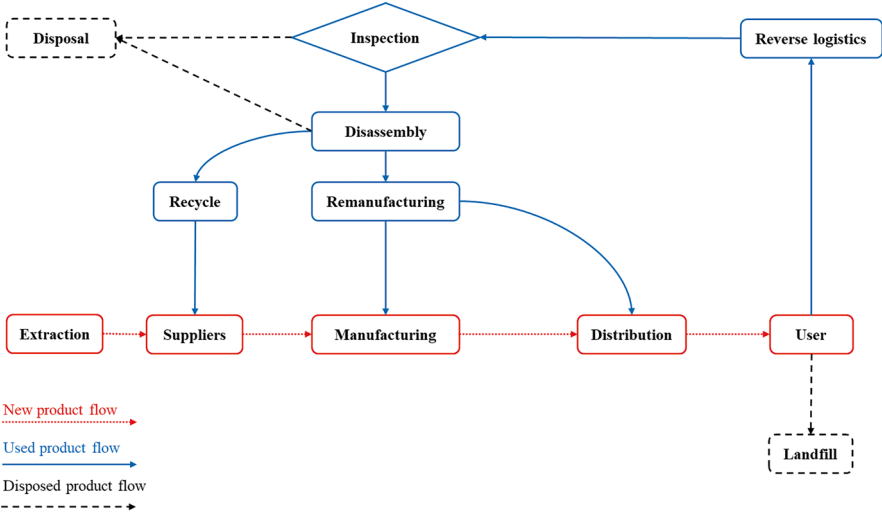 Disposal
Inspection
Reverse logistics
Disassembly
Recycle
Remanufacturing
Extraction
Suppliers
Manufacturing
Distribution
User
New product flow
Used product flow
Landfill
Disposed product flow